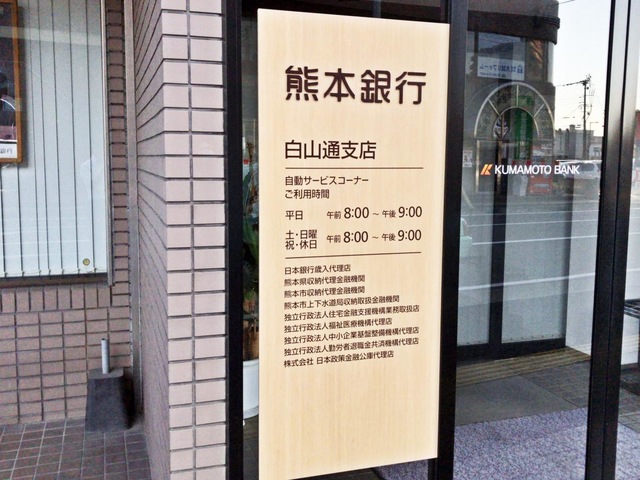 熊本銀行
白山通支店
自動サービスコーナー
ご利用時間
平日 午前8:00～午後9:00
土・日曜
祝・休日 午前8:00～午後9:00
日本銀行歳入代理店
熊本県収納代理金融機関
熊本市収納代理金融機関
熊本市上下水道局収納取扱金融機関
独立行政法人住宅金融支援機構業務取扱店
独立行政法人福祉医療機構代理店
独立行政法人中小企業基盤整備機構代理店
独立行政法人勤労者退職金共済機構代理店
株式会社 日本政策金融公庫代理店
KUMAMOTO BANK